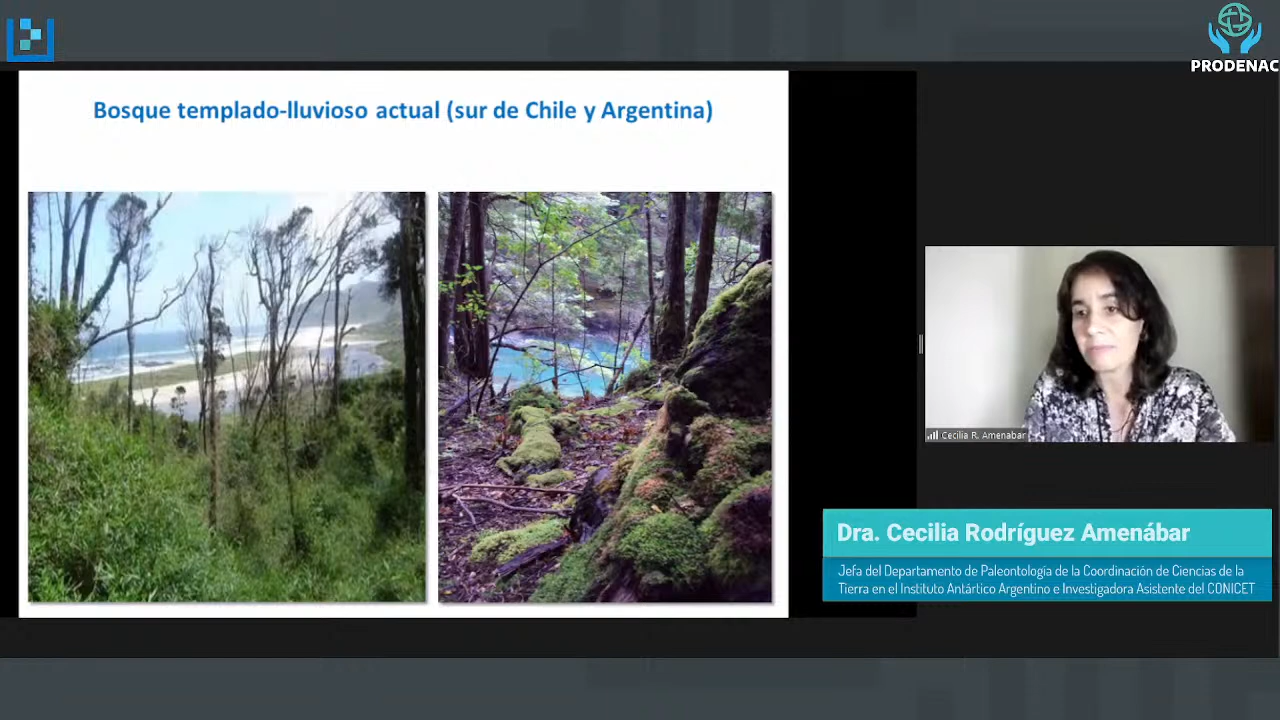 PRODENAC
Bosque templado-lluvioso actual (sur de Chile y Argentina)
Cecilia R. Amenabar
Dra. Cecilia Rodríguez Amenábar
Jefa del Departamento de Paleontología de la Coordinación de Ciencias de la
Tierra en el Instituto Antártico Argentino e Investigadora Asistente del CONICET